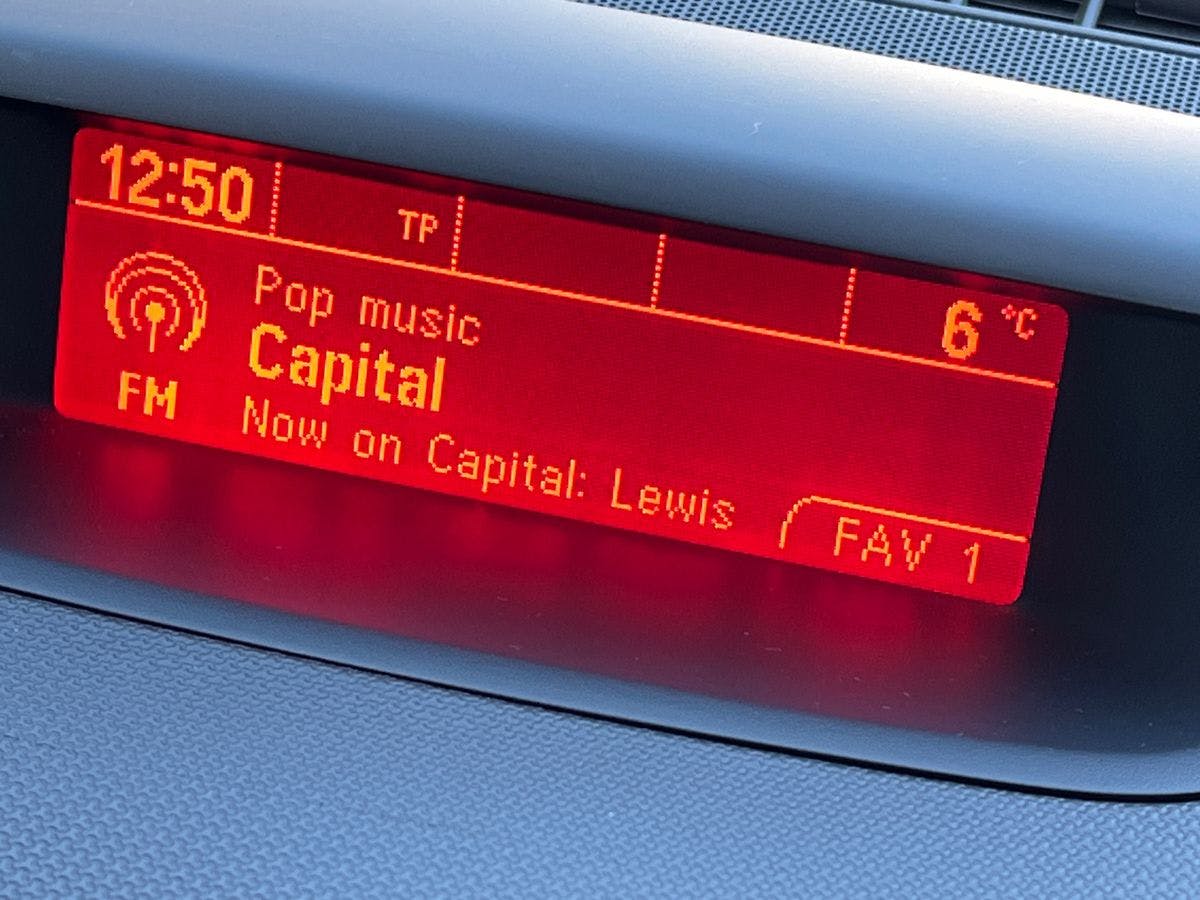 12:50 TP 6 °C
Pop music
Capital
FM
Now on Capital: Lewis
FAV 1